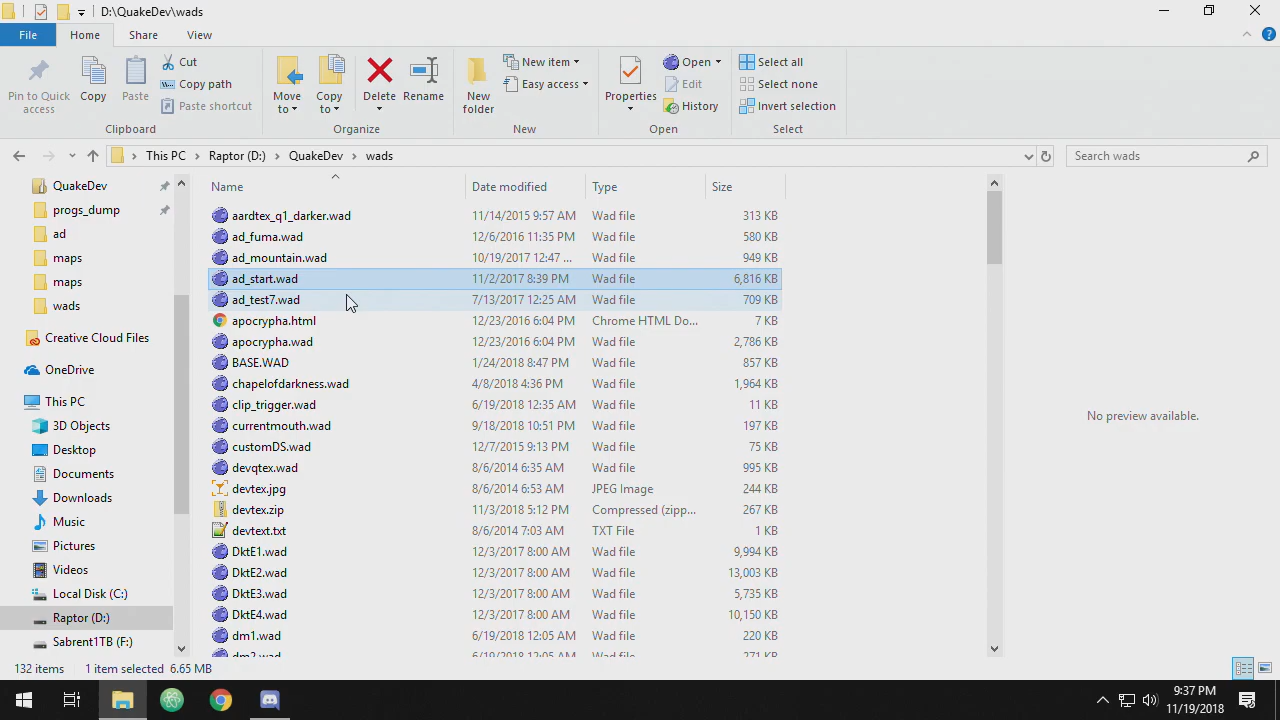 D:\QuakeDev\wads
File Home Share View
Pin to Quick access
Copy
Paste
Cut
Copy path
Paste shortcut
Clipboard
Move to
Copy to
Delete
Rename
Organize
New folder
New item
Easy access
New
Properties
Open
Edit
History
Open
Select all
Select none
Invert selection
Select
This PC Raptor (D:) QuakeDev wads
Search wads
QuakeDev
progs_dump
ad
maps
maps
wads
Creative Cloud Files
OneDrive
This PC
3D Objects
Desktop
Documents
Downloads
Music
Pictures
Videos
Local Disk (C:)
Raptor (D:)
Sabrent1TB (F:)
Name Date modified Type Size
aardtex_q1_darker.wad 11/14/2015 9:57 AM Wad file 313 KB
ad_fuma.wad 12/6/2016 11:35 PM Wad file 580 KB
ad_mountain.wad 10/19/2017 12:47 ... Wad file 949 KB
ad_start.wad 11/2/2017 8:39 PM Wad file 6,816 KB
ad_test7.wad 7/13/2017 12:25 AM Wad file 709 KB
apocrypha.html 12/23/2016 6:04 PM Chrome HTML Do... 7 KB
apocrypha.wad 12/23/2016 6:04 PM Wad file 2,786 KB
BASE.WAD 1/24/2018 8:47 PM Wad file 857 KB
chapelofdarkness.wad 4/8/2018 4:36 PM Wad file 1,964 KB
clip_trigger.wad 6/19/2018 12:35 AM Wad file 11 KB
currentmouth.wad 9/18/2018 10:51 PM Wad file 197 KB
customDS.wad 12/7/2015 9:13 PM Wad file 75 KB
devqtex.wad 8/6/2014 6:35 AM Wad file 995 KB
devtex.jpg 8/6/2014 6:53 AM JPEG Image 244 KB
devtex.zip 11/3/2018 5:12 PM Compressed (zipp... 267 KB
devtext.txt 8/6/2014 7:03 AM TXT File 1 KB
DktE1.wad 12/3/2017 8:00 AM Wad file 9,994 KB
DktE2.wad 12/3/2017 8:00 AM Wad file 13,003 KB
DktE3.wad 12/3/2017 8:00 AM Wad file 5,735 KB
DktE4.wad 12/3/2017 8:00 AM Wad file 10,150 KB
dm1.wad 6/19/2018 12:05 AM Wad file 220 KB
dm2.wad 6/19/2018 12:05 AM Wad file 271 KB
No preview available.
132 items 1 item selected 6.65 MB
9:37 PM
11/19/2018